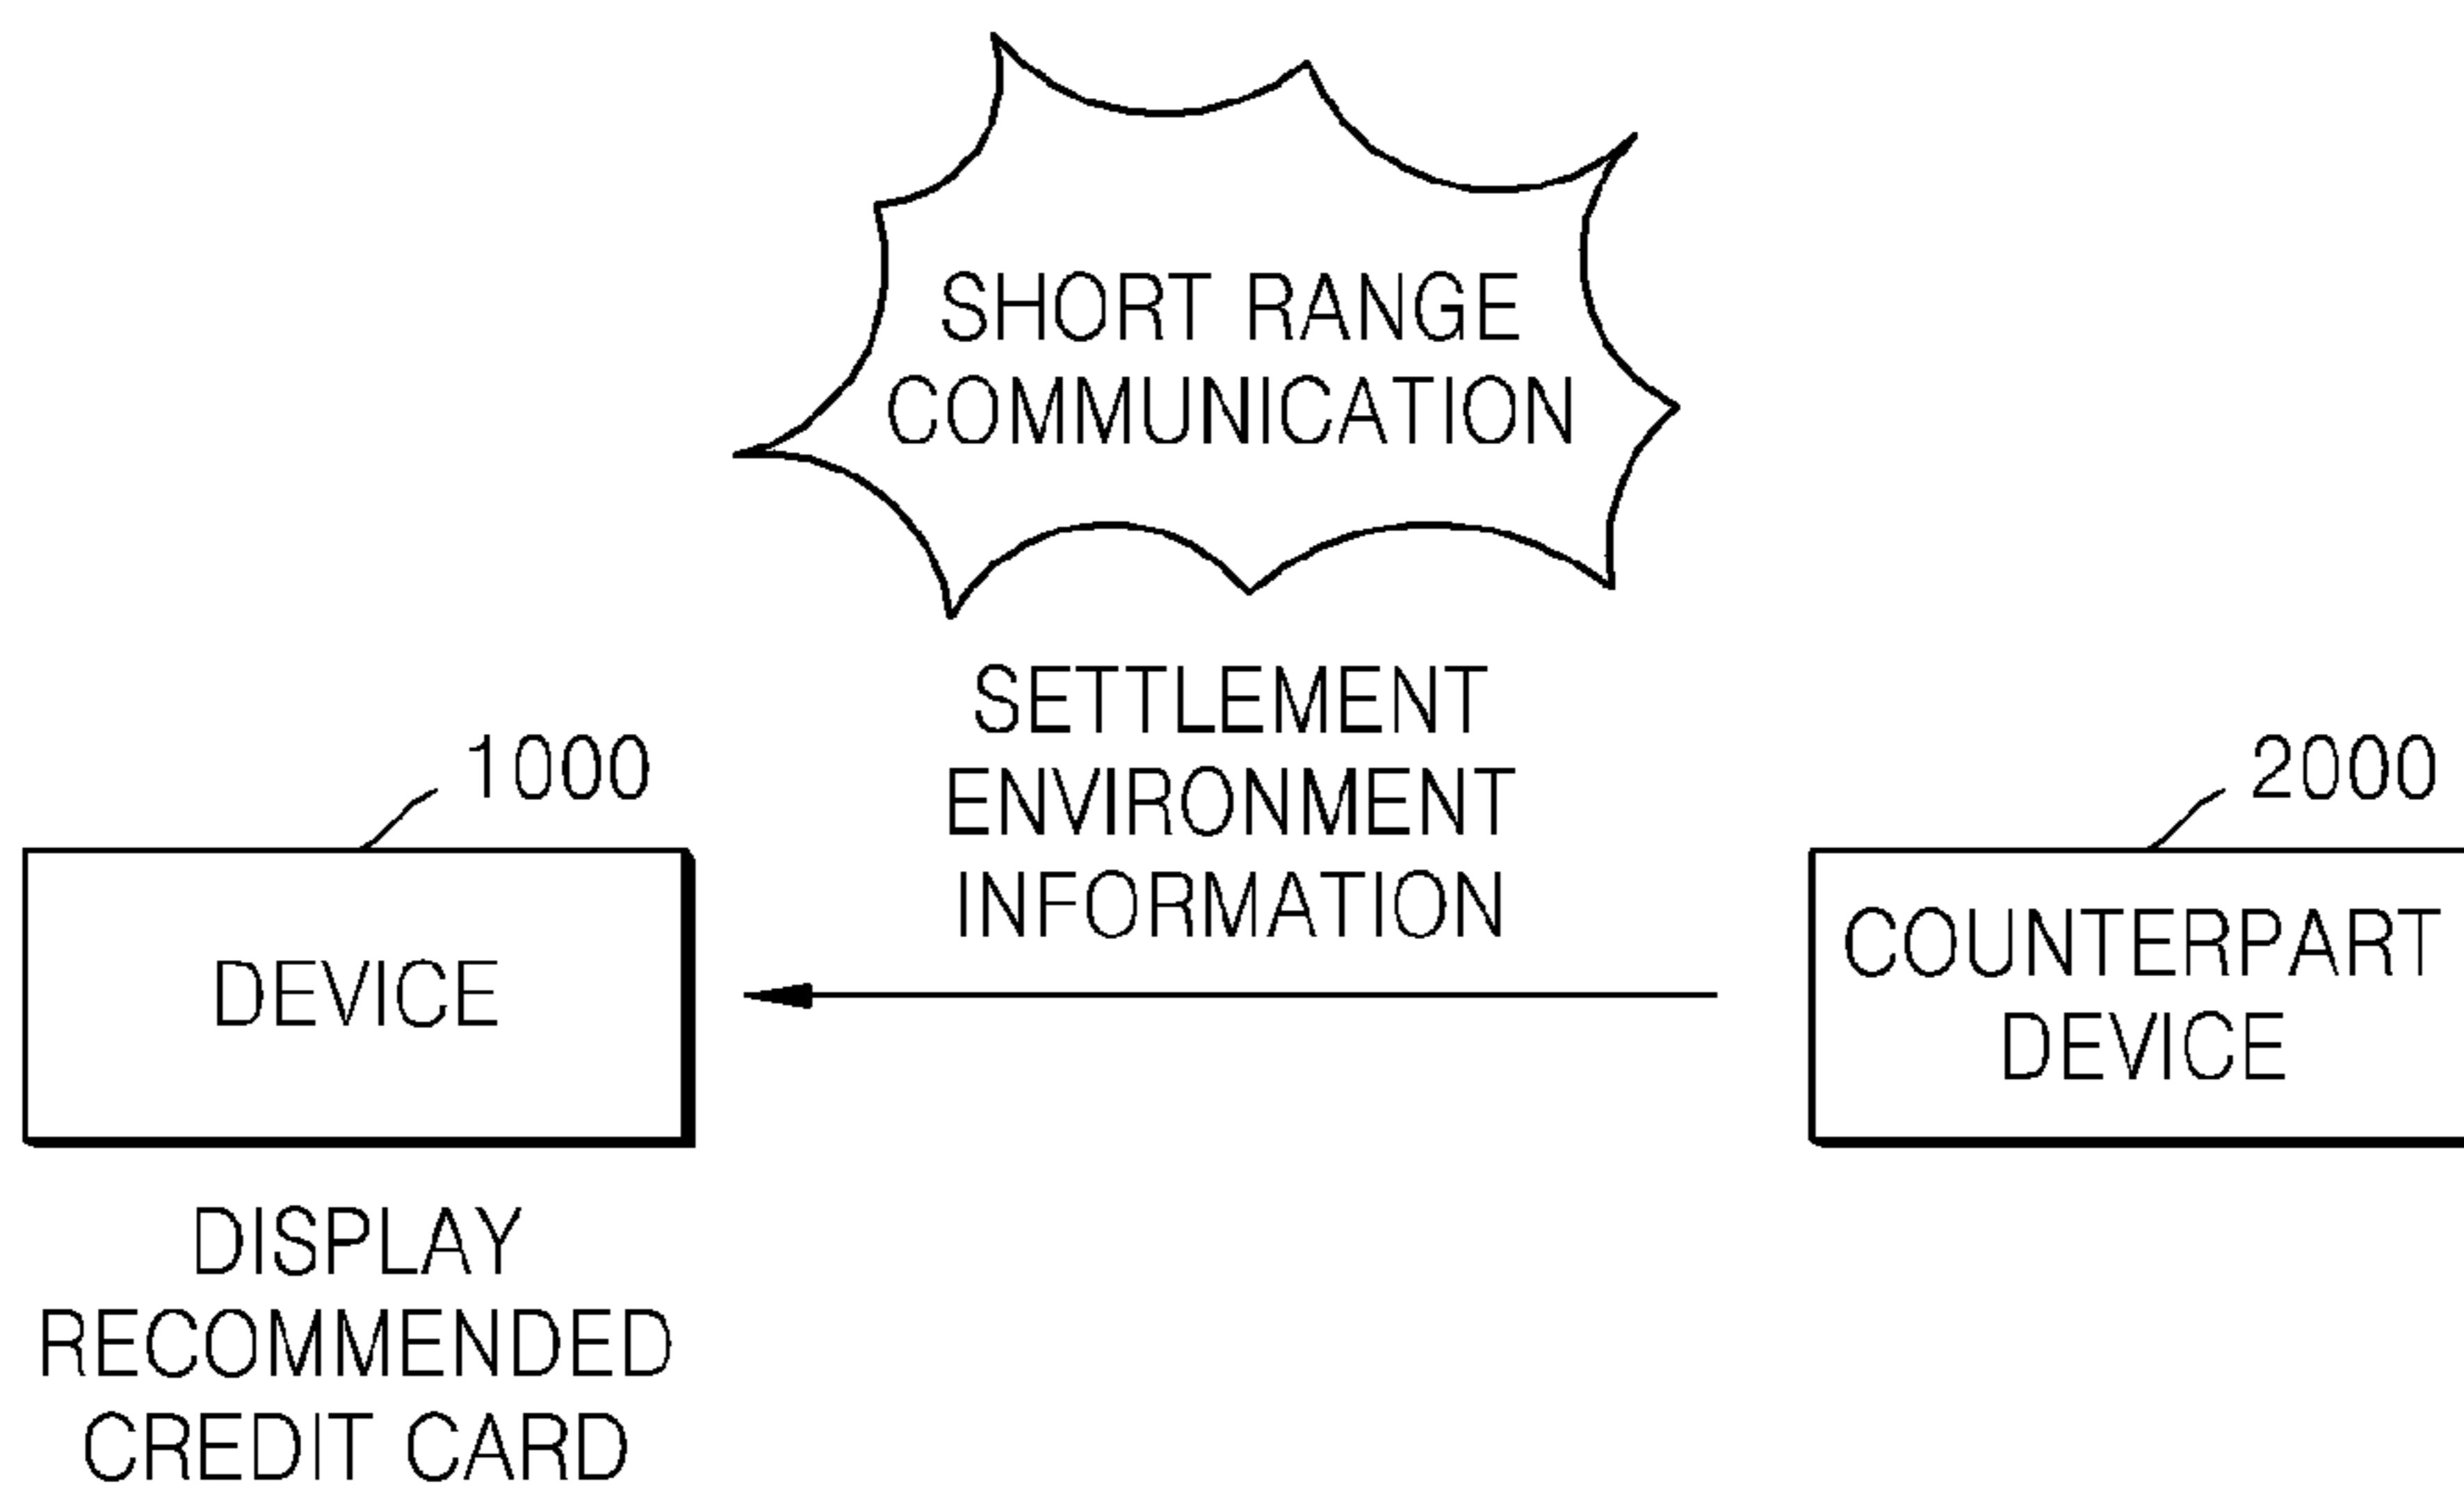 SHORT RANGE
COMMUNICATION
SETTLEMENT
ENVIRONMENT
INFORMATION
1000
DEVICE
DISPLAY
RECOMMENDED
CREDIT CARD
2000
COUNTERPART
DEVICE